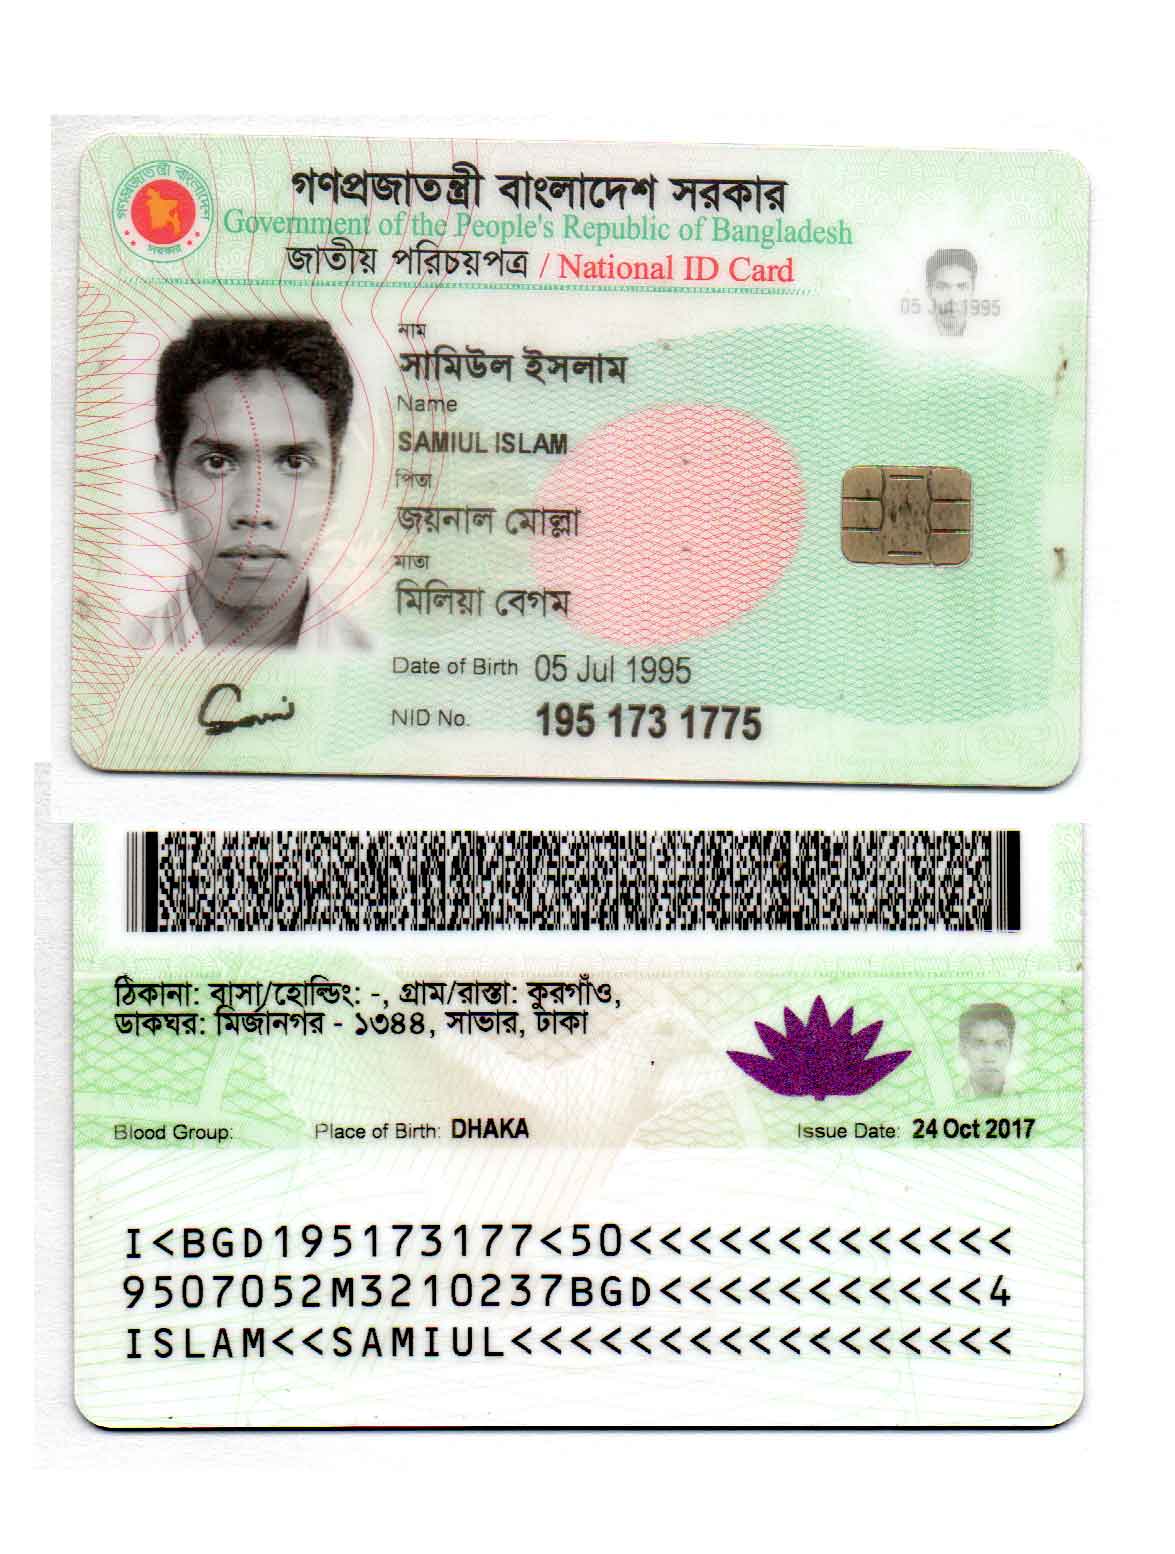 গণপ্রজাতন্ত্রী বাংলাদেশ সরকার
Government of the People's Republic of Bangladesh
জাতীয় পরিচয়পত্র / National ID Card
গণপ্রজাতন্ত্রী বাংলাদেশ
সরকার
05 Jul 1995
নাম
সামিউল ইসলাম
Name
SAMIUL ISLAM
পিতা
জয়নাল মোল্লা
মাতা
মিলিয়া বেগম
Date of Birth 05 Jul 1995
NID No. 195 173 1775
ঠিকানা: বাসা/হোল্ডিং: -, গ্রাম/রাস্তা: কুরগাঁও,
ডাকঘর: মির্জানগর - ১৩৪৪, সাভার, ঢাকা
Blood Group: Place of Birth: DHAKA Issue Date: 24 Oct 2017
I<BGD195173177<50<<<<<<<<<<<<<
9507052M3210237BGD<<<<<<<<<<<4
ISLAM<<SAMIUL<<<<<<<<<<<<<<<<<